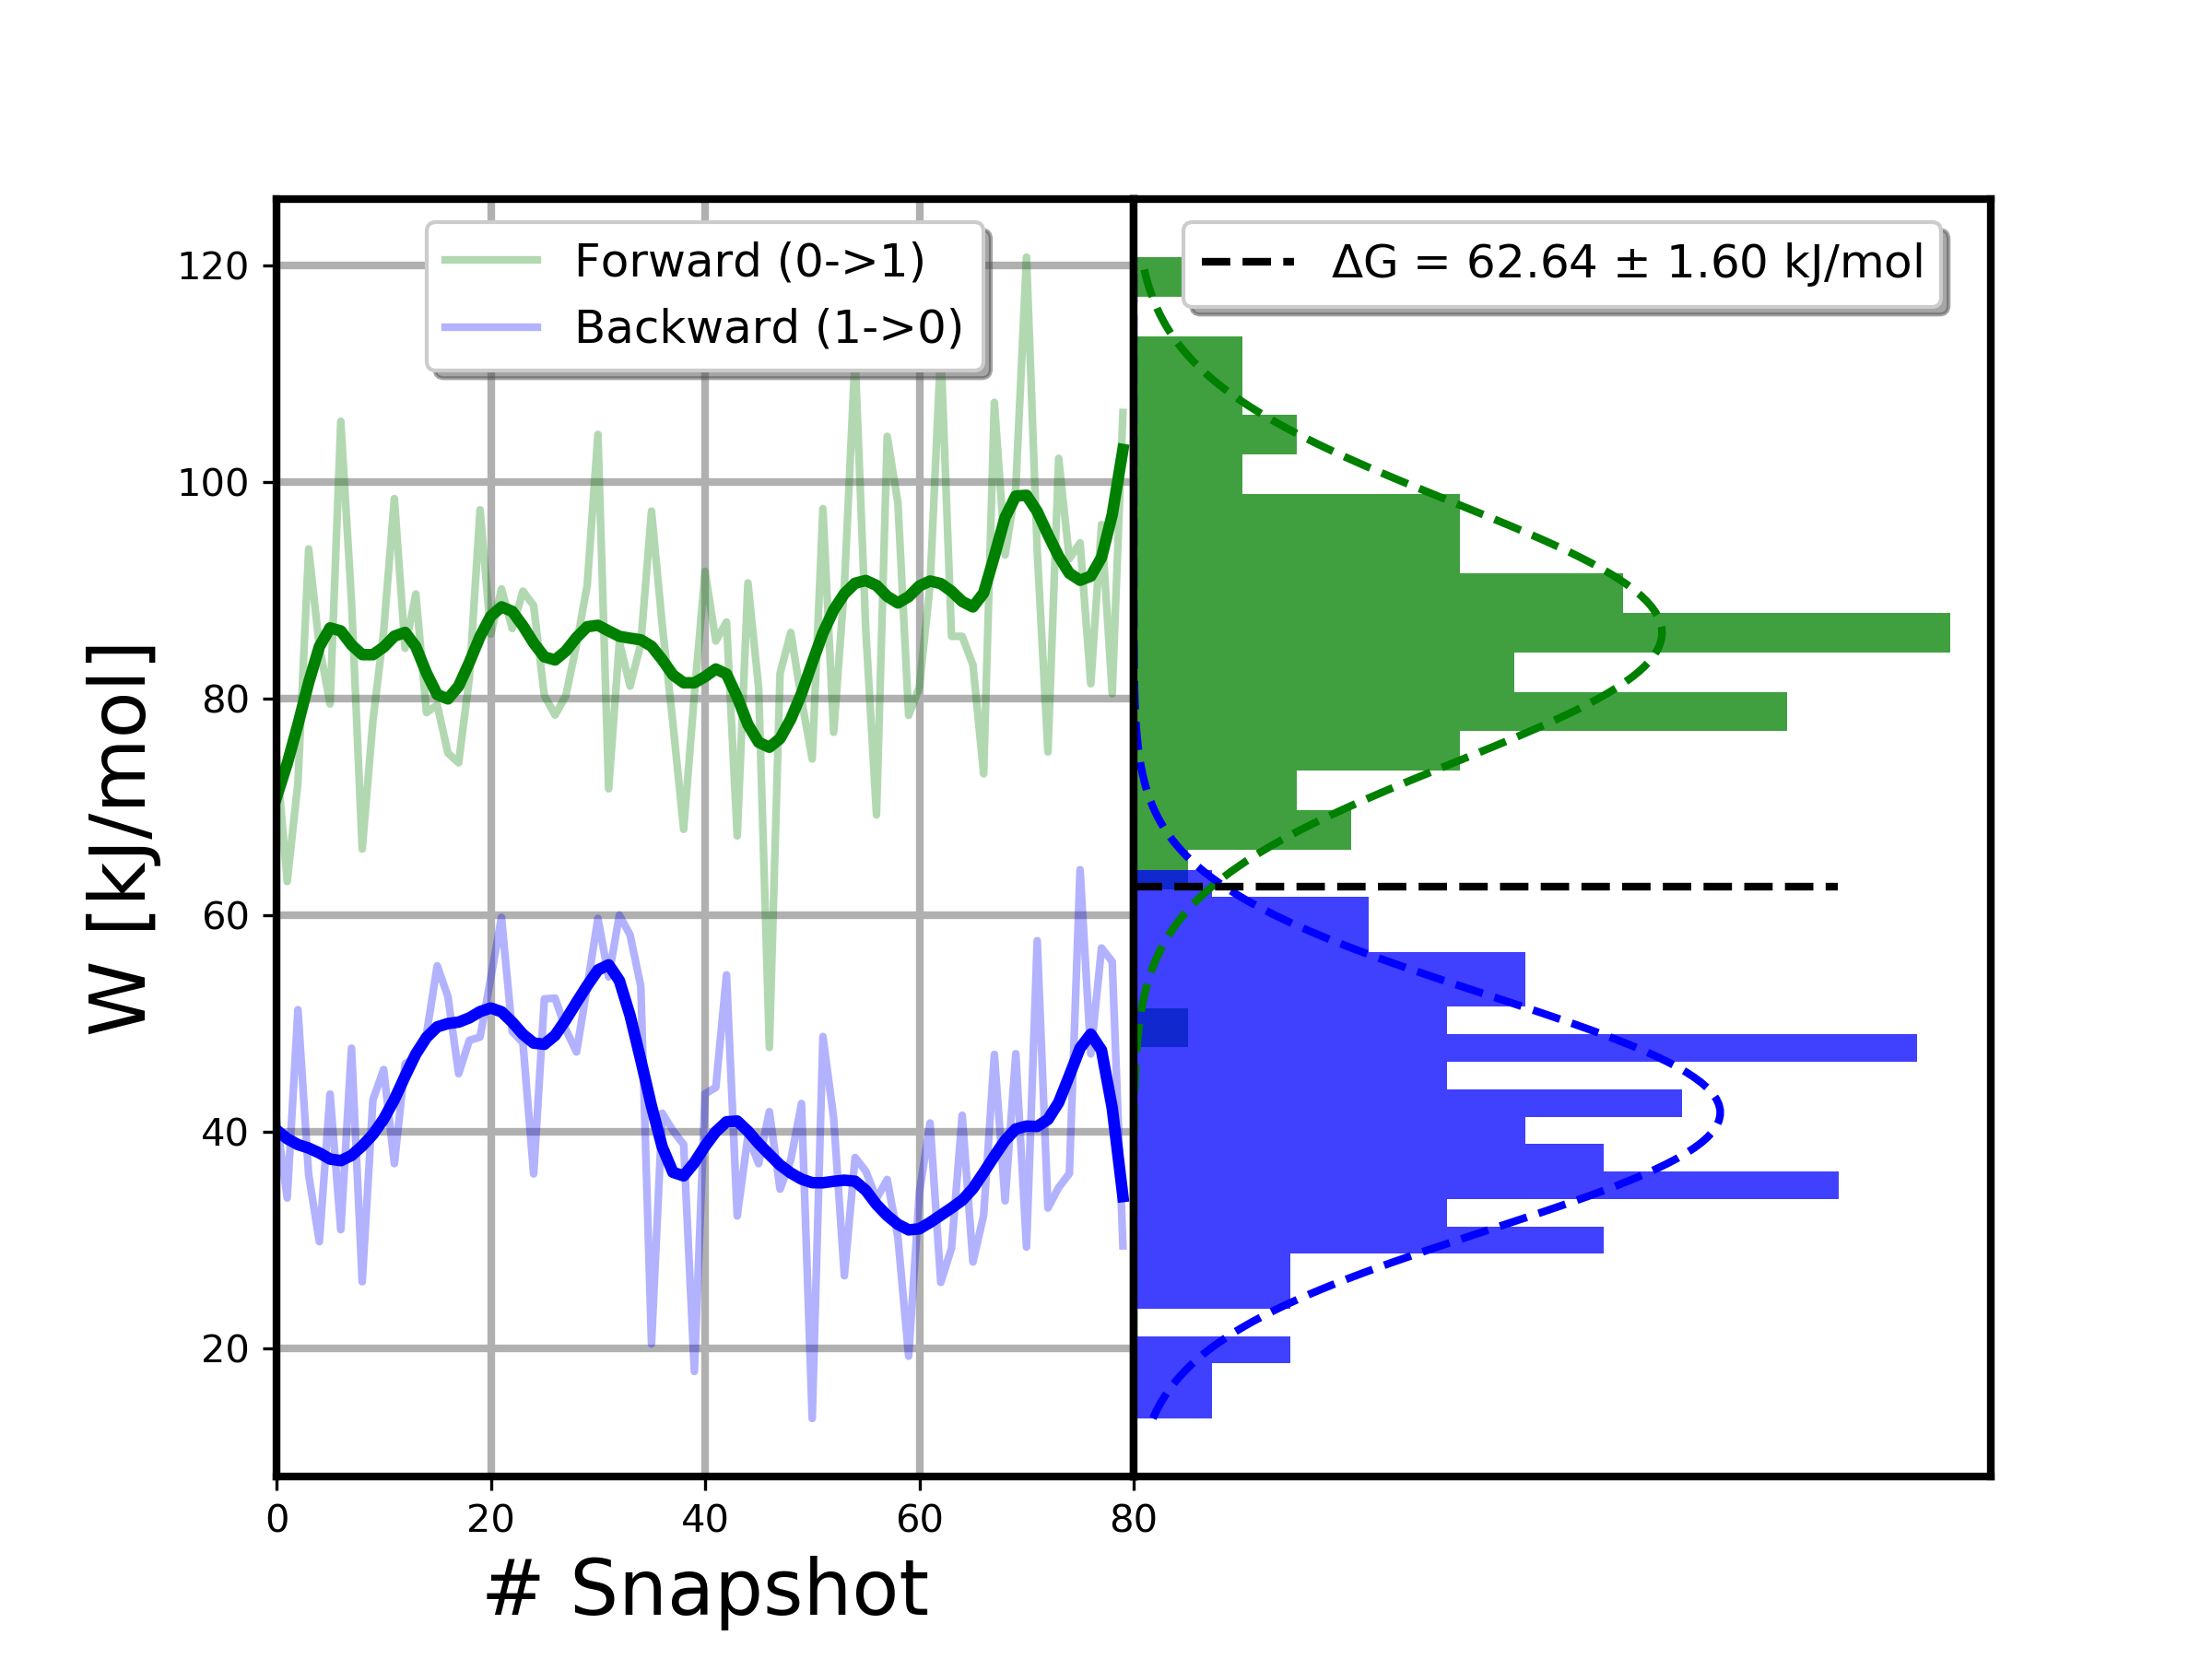 Forward (0->1)
Backward (1->0)
ΔG = 62.64 ± 1.60 kJ/mol
W [kJ/mol]
120
100
80
60
40
20
0 20 40 60 80
# Snapshot